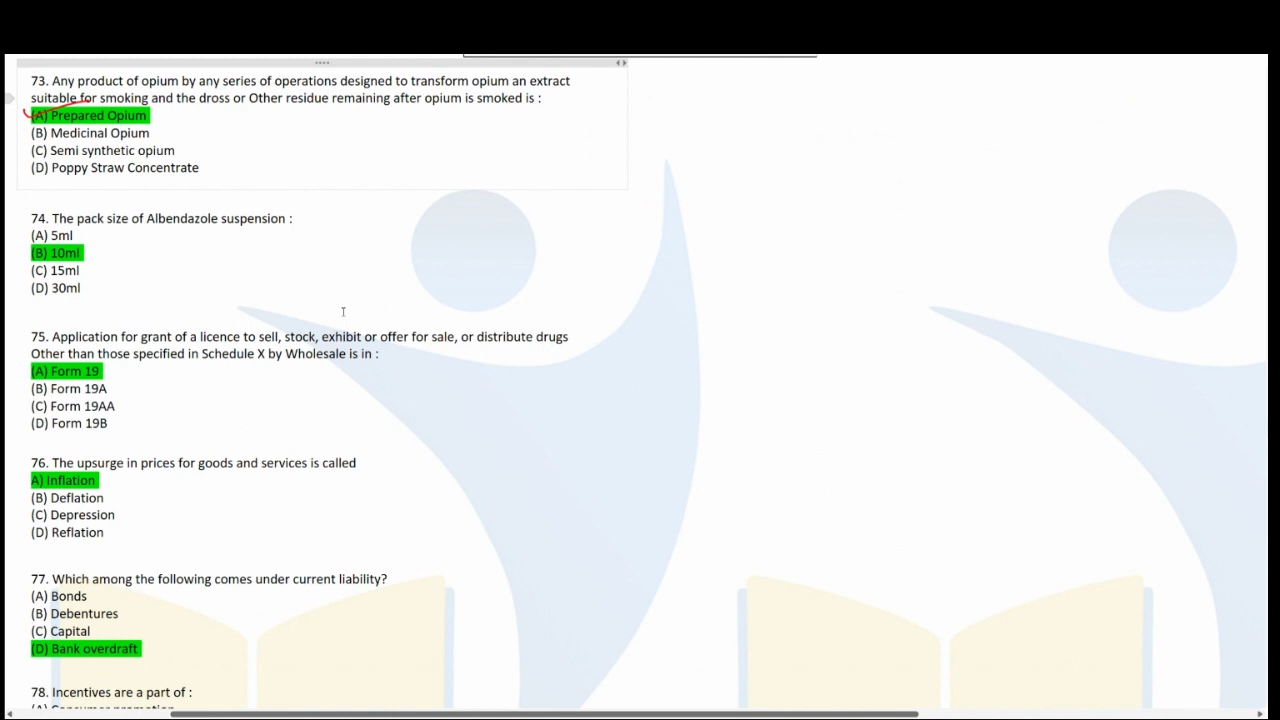 73. Any product of opium by any series of operations designed to transform opium an extract
suitable for smoking and the dross or Other residue remaining after opium is smoked is :
(A) Prepared Opium
(B) Medicinal Opium
(C) Semi synthetic opium
(D) Poppy Straw Concentrate
74. The pack size of Albendazole suspension :
(A) 5ml
(B) 10ml
(C) 15ml
(D) 30ml
75. Application for grant of a licence to sell, stock, exhibit or offer for sale, or distribute drugs
Other than those specified in Schedule X by Wholesale is in :
(A) Form 19
(B) Form 19A
(C) Form 19AA
(D) Form 19B
76. The upsurge in prices for goods and services is called
A) Inflation
(B) Deflation
(C) Depression
(D) Reflation
77. Which among the following comes under current liability?
(A) Bonds
(B) Debentures
(C) Capital
(D) Bank overdraft
78. Incentives are a part of :